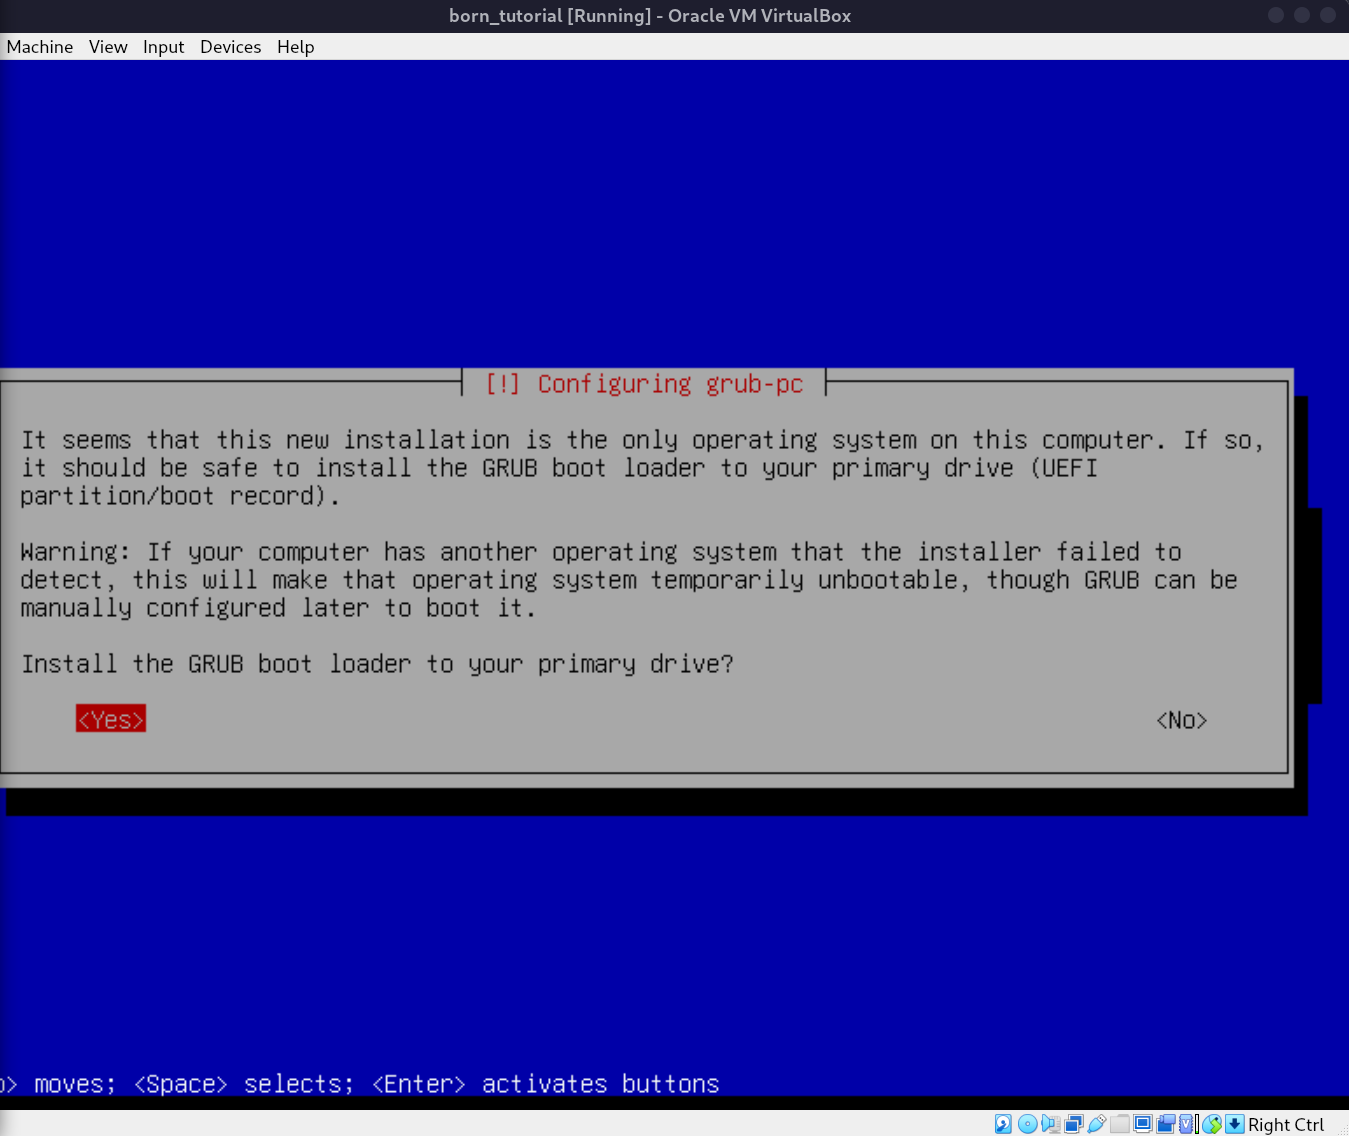 born_tutorial [Running] - Oracle VM VirtualBox
Machine View Input Devices Help
[!] Configuring grub-pc
It seems that this new installation is the only operating system on this computer. If so,
it should be safe to install the GRUB boot loader to your primary drive (UEFI
partition/boot record).
Warning: If your computer has another operating system that the installer failed to
detect, this will make that operating system temporarily unbootable, though GRUB can be
manually configured later to boot it.
Install the GRUB boot loader to your primary drive?
<Yes> <No>
> moves; <Space> selects; <Enter> activates buttons
Right Ctrl